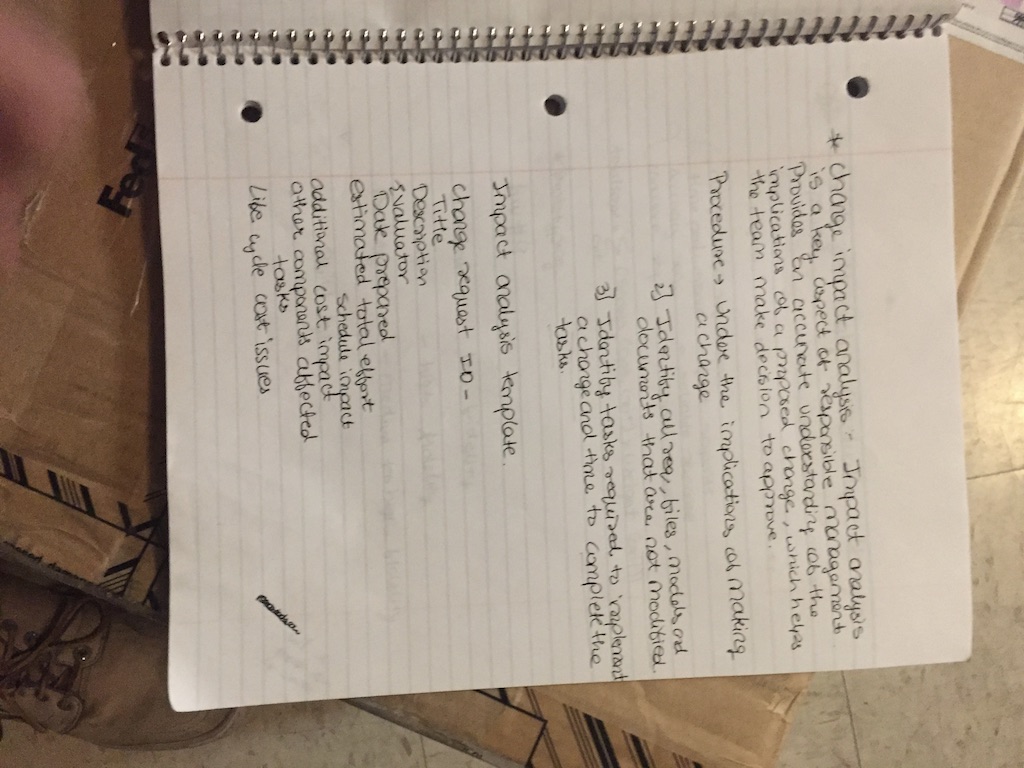 * Change impact analysis - Impact analysis
is a key aspect of responsible management
Provides an accurate understanding of the
implications of a proposed change, which helps
the team make decision to approve.
Procedure → Undve the implications of making
a change
2] Identify all req, files, models and
documents that are not modified
3] Identify tasks required to implement
a change and time to complete the
tasks.
Impact analysis template.
Change request ID -
Title
Description
Evaluator
Date prepared
estimated total effort
schedule impact
additional cost impact
other components affected
tasks
Like cycle cost issues
FedEx